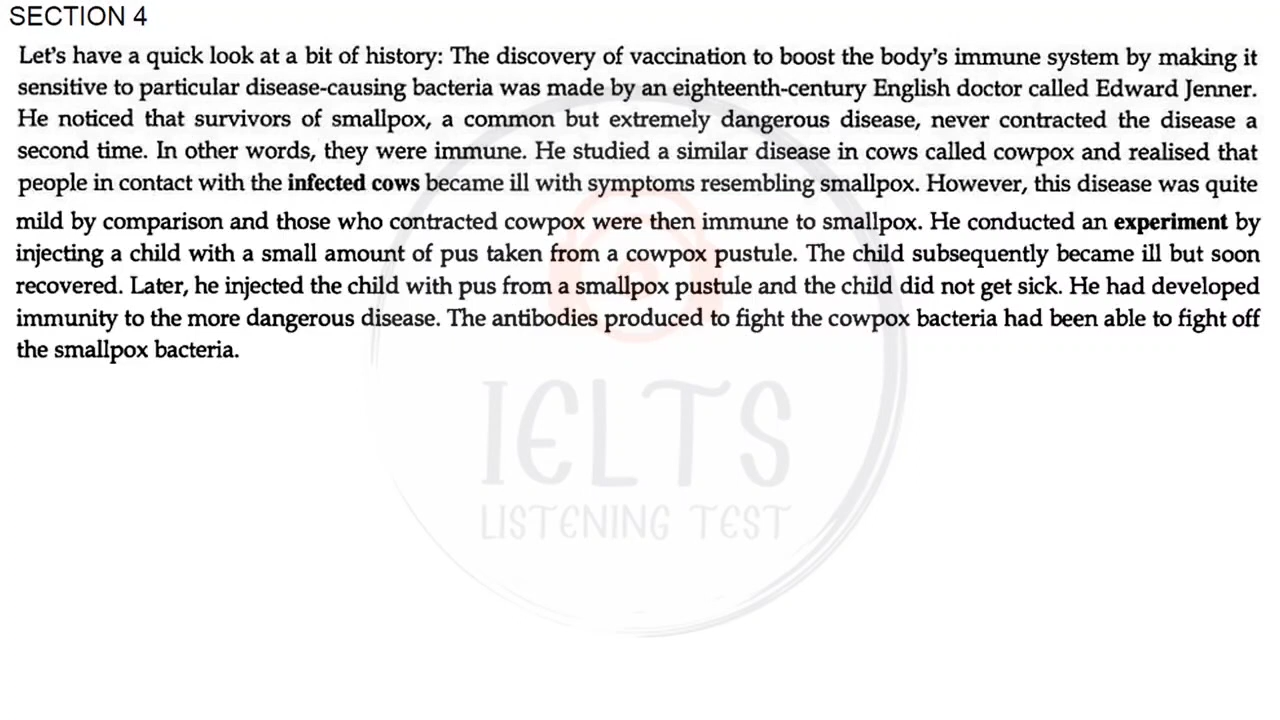 SECTION 4
Let's have a quick look at a bit of history: The discovery of vaccination to boost the body's immune system by making it
sensitive to particular disease-causing bacteria was made by an eighteenth-century English doctor called Edward Jenner.
He noticed that survivors of smallpox, a common but extremely dangerous disease, never contracted the disease a
second time. In other words, they were immune. He studied a similar disease in cows called cowpox and realised that
people in contact with the infected cows became ill with symptoms resembling smallpox. However, this disease was quite
mild by comparison and those who contracted cowpox were then immune to smallpox. He conducted an experiment by
injecting a child with a small amount of pus taken from a cowpox pustule. The child subsequently became ill but soon
recovered. Later, he injected the child with pus from a smallpox pustule and the child did not get sick. He had developed
immunity to the more dangerous disease. The antibodies produced to fight the cowpox bacteria had been able to fight off
the smallpox bacteria.
IELTS
LISTENING TEST